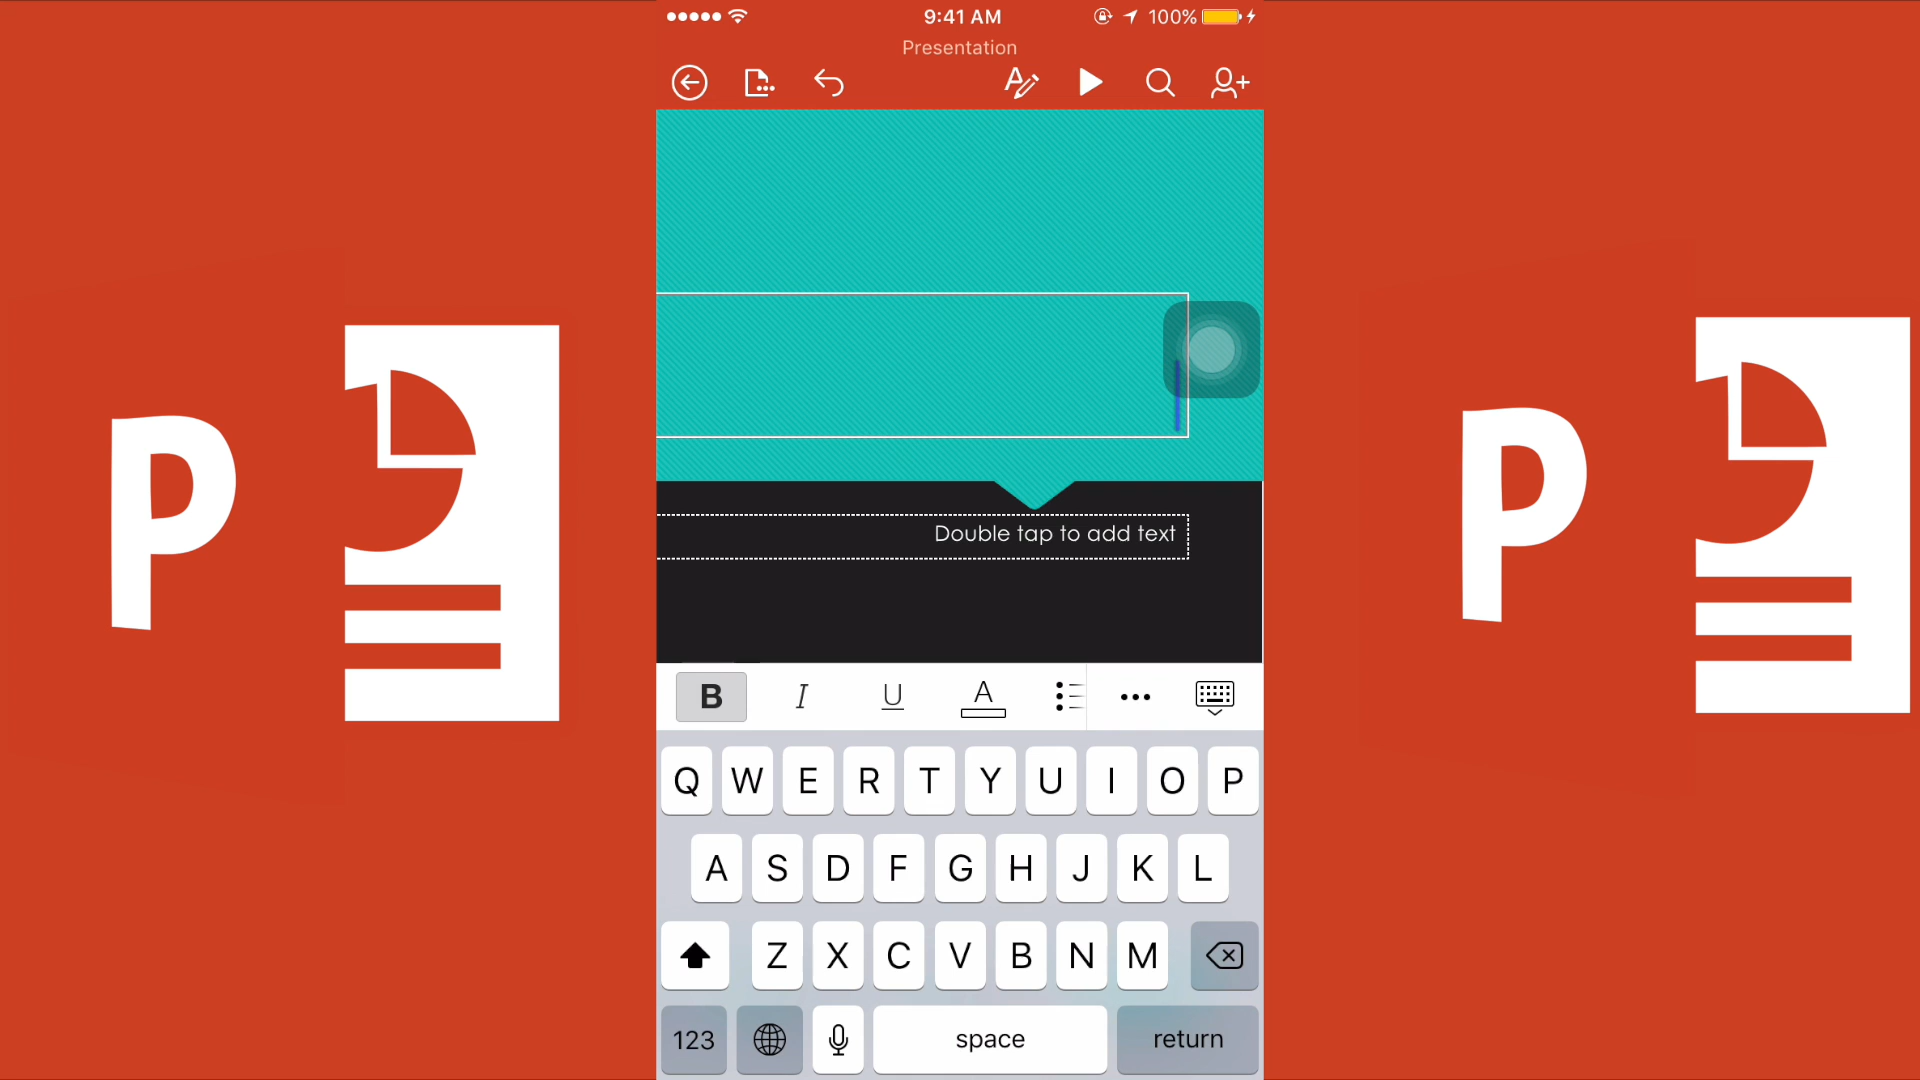 9:41 AM
100%
Presentation
Double tap to add text
B I U A
Q W E R T Y U I O P
A S D F G H J K L
Z X C V B N M
123 space return
P
P